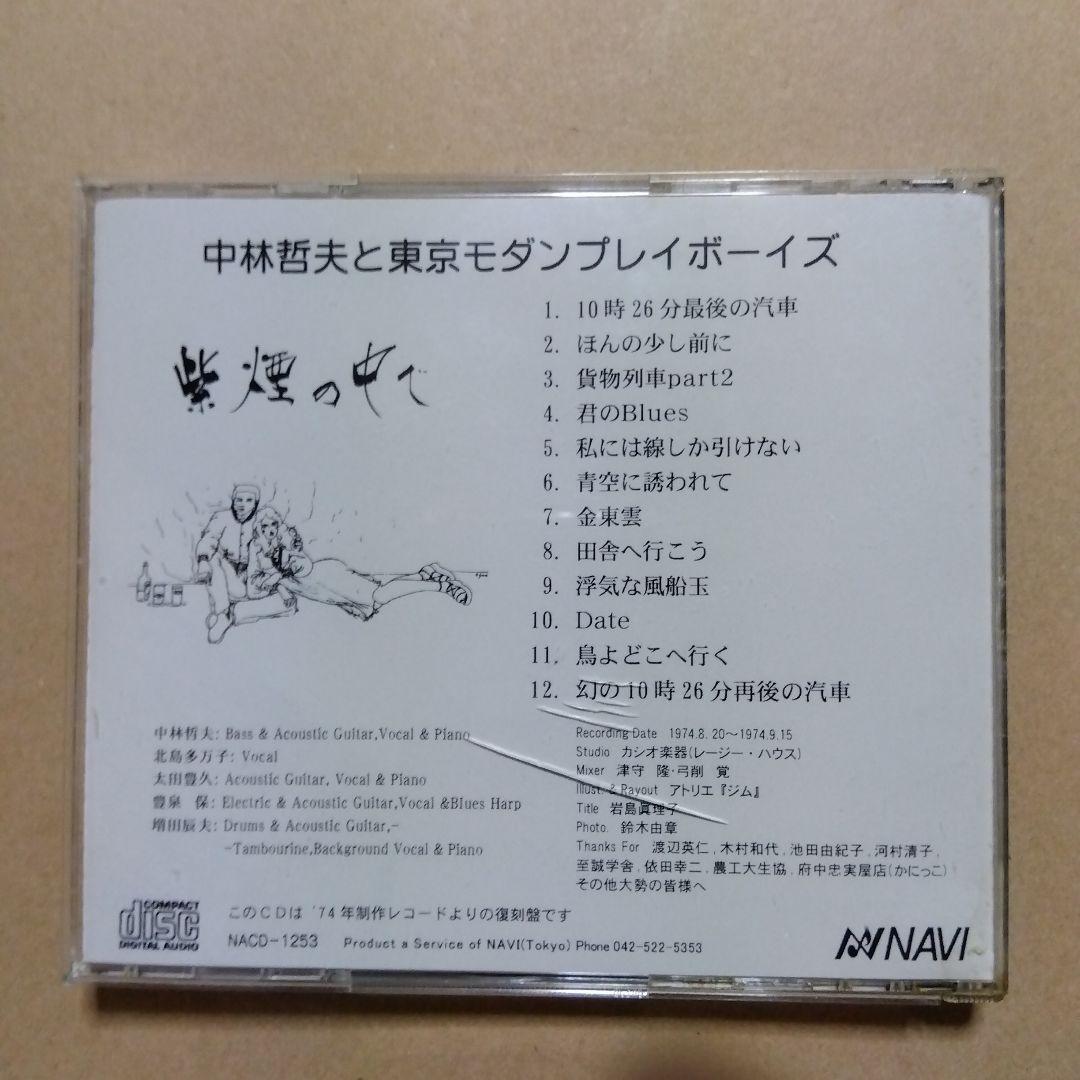 中林哲夫と東京モダンプレイボーイズ
紫煙の中で
1. 10時26分最後の汽車
2. ほんの少し前に
3. 貨物列車part2
4. 君のBlues
5. 私には線しか引けない
6. 青空に誘われて
7. 金東雲
8. 田舎へ行こう
9. 浮気な風船玉
10. Date
11. 鳥よどこへ行く
12. 幻の10時26分再後の汽車
中林哲夫: Bass & Acoustic Guitar,Vocal & Piano
北島多万子: Vocal
太田豊久: Acoustic Guitar, Vocal & Piano
豊泉 保: Electric & Acoustic Guitar,Vocal &Blues Harp
増田辰夫: Drums & Acoustic Guitar,-
-Tambourine,Background Vocal & Piano
Recording Date 1974.8.20〜1974.9.15
Studio カシオ楽器(レージー・ハウス)
Mixer 津守 隆・弓削 覚
Illust. & Rayout アトリエ『ジム』
Title 岩島眞理子
Photo. 鈴木由章
Thanks For 渡辺英仁, 木村和代, 池田由紀子, 河村清子,
至誠学舎, 依田幸二, 農工大生協, 府中忠実屋店(かにっこ)
その他大勢の皆様へ
COMPACT
disc
DIGITAL AUDIO
このCDは '74年制作レコードよりの復刻盤です
NACD-1253 Product a Service of NAVI(Tokyo) Phone 042-522-5353
NAVI